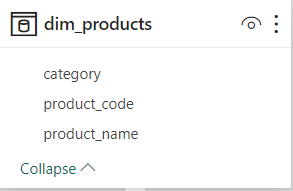 dim_products
category
product_code
product_name
Collapse